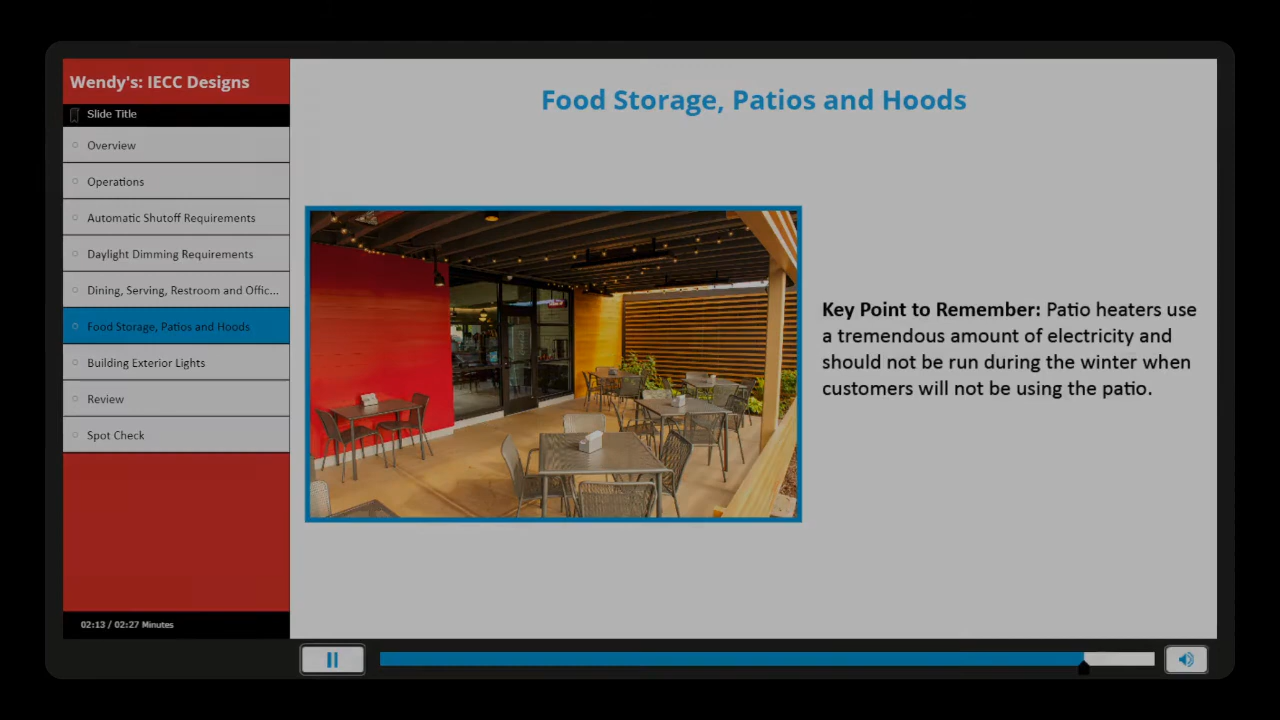 Wendy's: IECC Designs
Slide Title
Overview
Operations
Automatic Shutoff Requirements
Daylight Dimming Requirements
Dining, Serving, Restroom and Offic...
Food Storage, Patios and Hoods
Building Exterior Lights
Review
Spot Check
02:13 / 02:27 Minutes
Food Storage, Patios and Hoods
Key Point to Remember: Patio heaters use
a tremendous amount of electricity and
should not be run during the winter when
customers will not be using the patio.